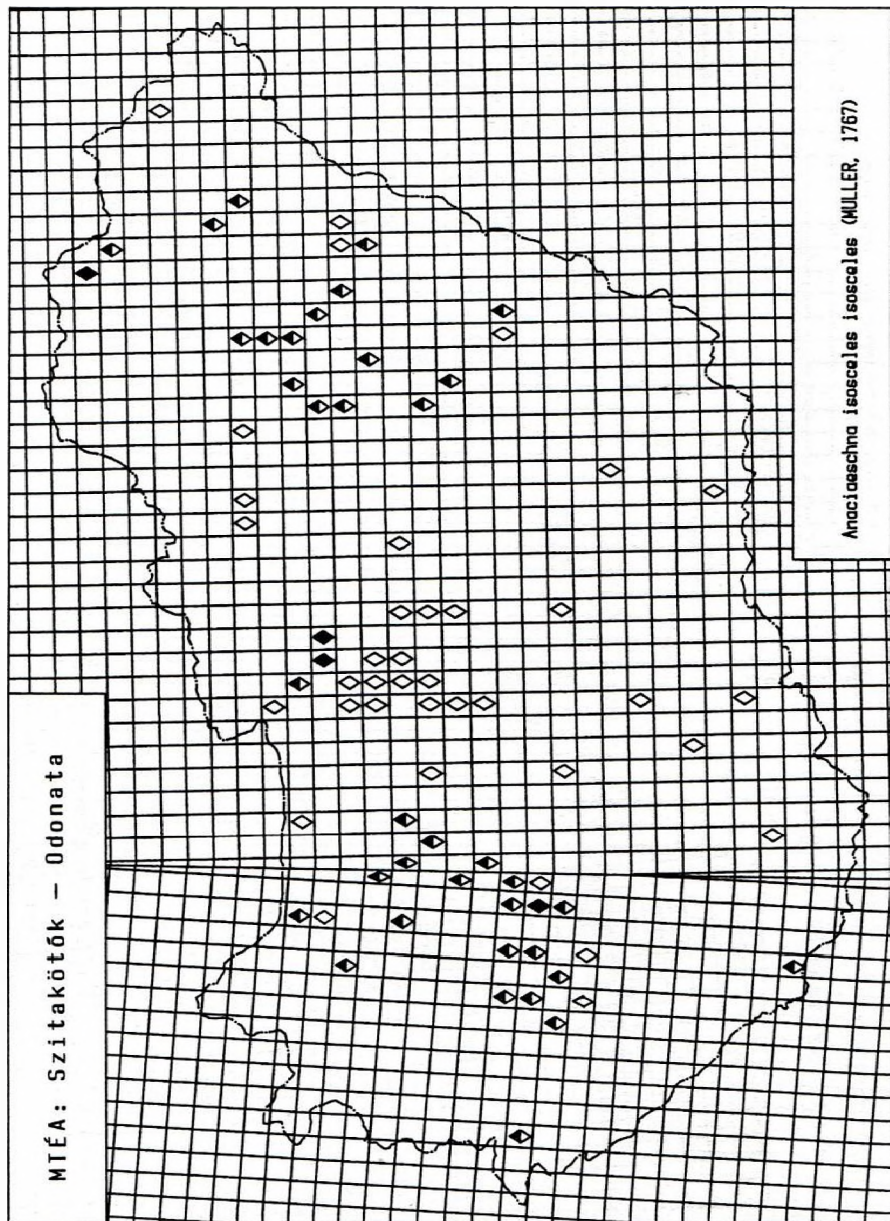 MTÉA: Szitakötők — Odonata
Anaciaeschna isosceles isosceles (MULLER, 1767)